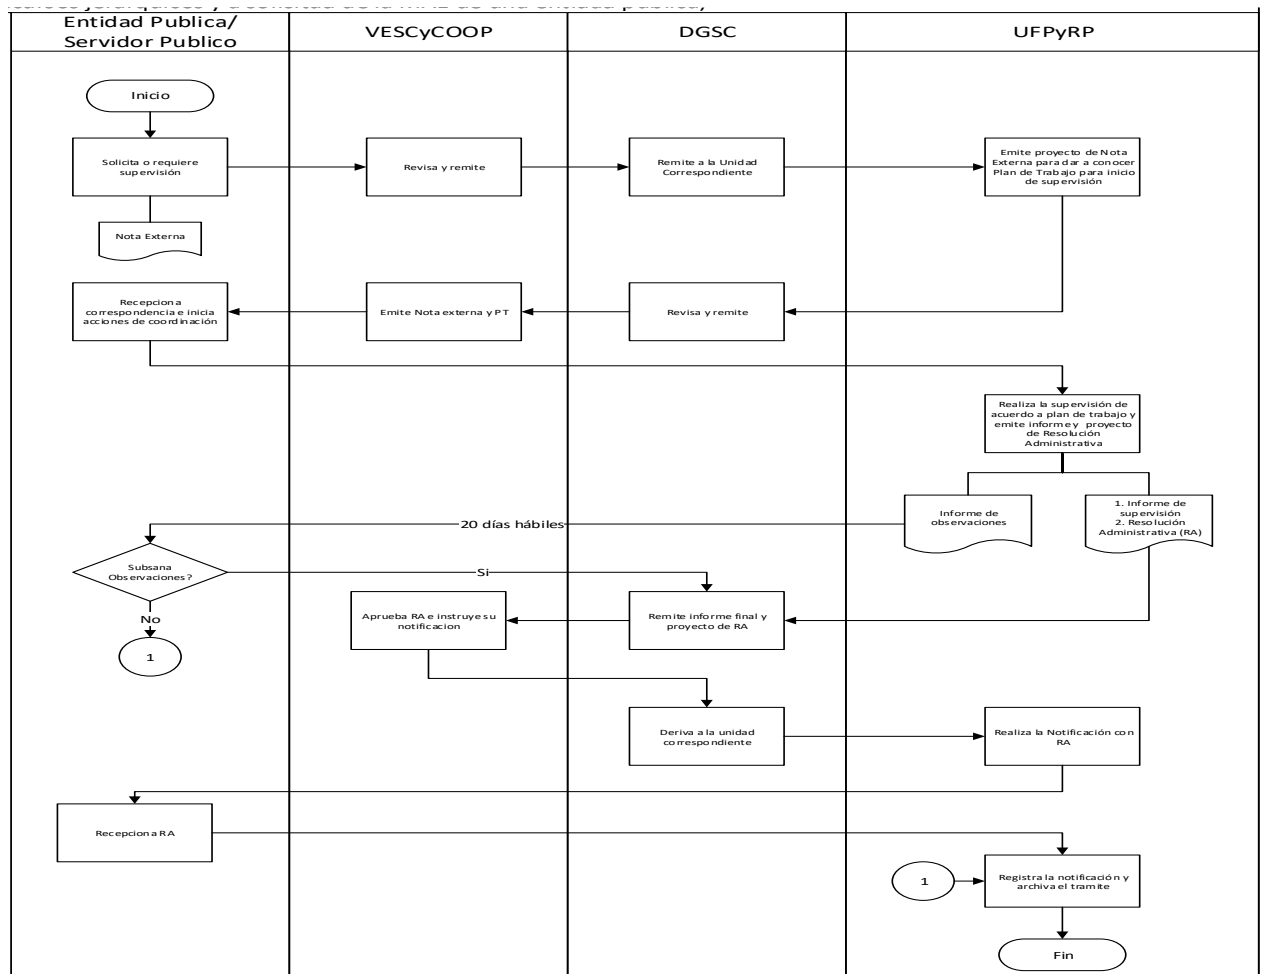 Entidad Publica/
Servidor Publico
VESCyCOOP
DGSC
UFPyRP
Inicio
Solicita o requiere
supervisión
Revisa y remite
Remite a la Unidad
Correspondiente
Emite proyecto de Nota
Externa para dar a conocer
Plan de Trabajo para inicio
de supervisión
Nota Externa
Recepciona
correspondencia e inicia
acciones de coordinación
Emite Nota externa y PT
Revisa y remite
Realiza la supervisión de
acuerdo a plan de trabajo y
emite informe y proyecto
de Resolución
Administrativa
Informe de
observaciones
1. Informe de
supervisión
2. Resolución
Administrativa (RA)
20 días hábiles
Subsana
Observaciones?
Si
No
1
Aprueba RA e instruye su
notificacion
Remite informe final y
proyecto de RA
Deriva a la unidad
correspondiente
Realiza la Notificación con
RA
Recepciona RA
1
Registra la notificación y
archiva el tramite
Fin